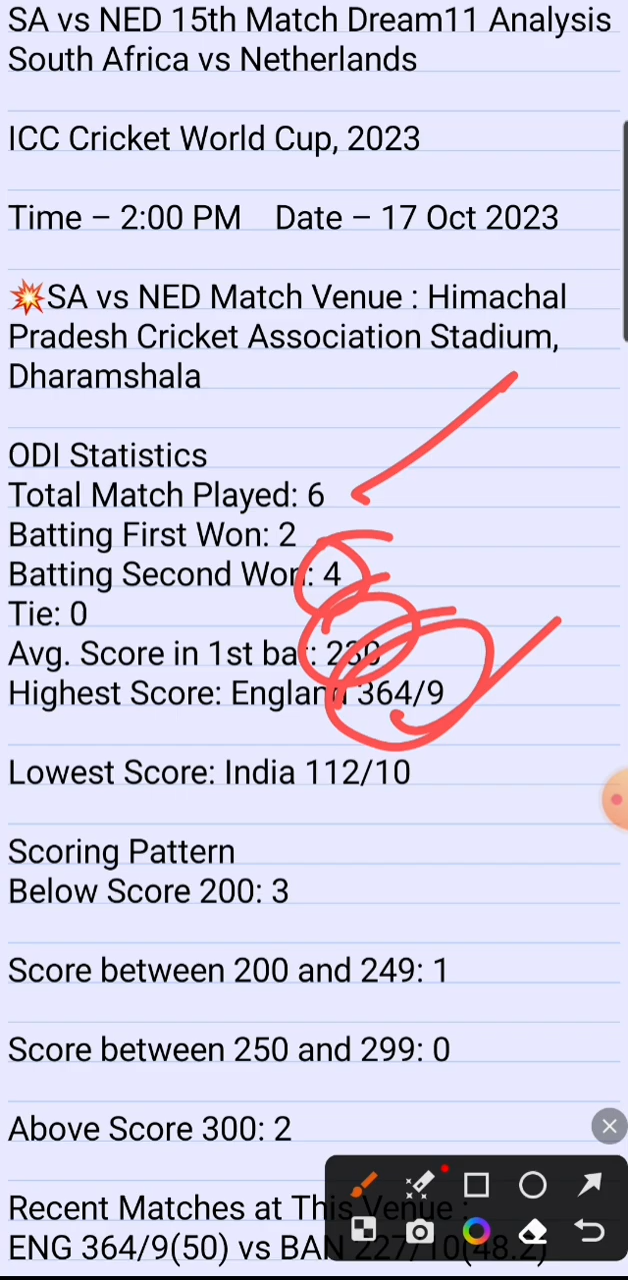 SA vs NED 15th Match Dream11 Analysis
South Africa vs Netherlands
ICC Cricket World Cup, 2023
Time – 2:00 PM Date – 17 Oct 2023
💥SA vs NED Match Venue : Himachal
Pradesh Cricket Association Stadium,
Dharamshala
ODI Statistics
Total Match Played: 6
Batting First Won: 2
Batting Second Won: 4
Tie: 0
Avg. Score in 1st bat: 230
Highest Score: England 364/9
Lowest Score: India 112/10
Scoring Pattern
Below Score 200: 3
Score between 200 and 249: 1
Score between 250 and 299: 0
Above Score 300: 2
Recent Matches at This Venue :
ENG 364/9(50) vs BAN 227/10(48.2)